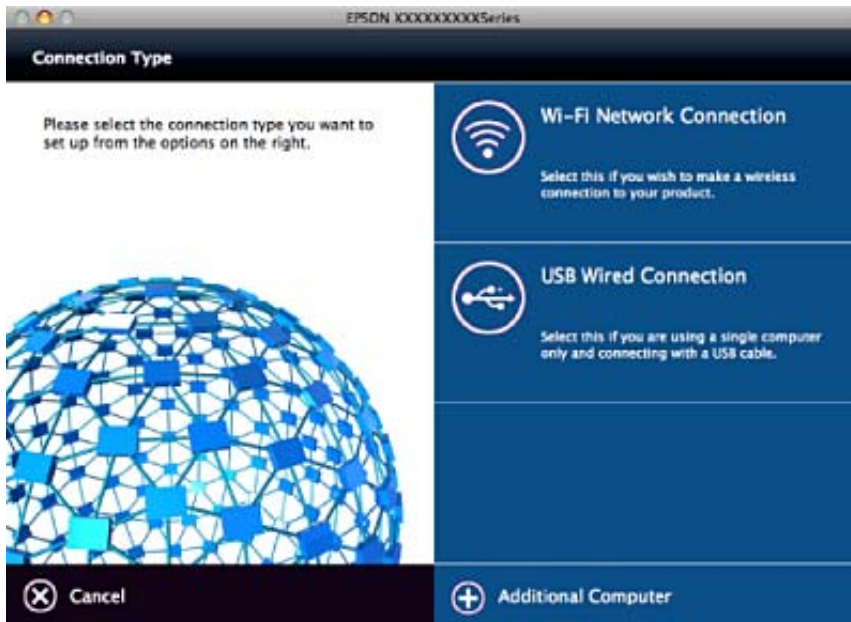 EPSON XXXXXXXXXSeries
Connection Type
Please select the connection type you want to
set up from the options on the right.
Wi-Fi Network Connection
Select this if you wish to make a wireless
connection to your product.
USB Wired Connection
Select this if you are using a single computer
only and connecting with a USB cable.
Cancel
Additional Computer